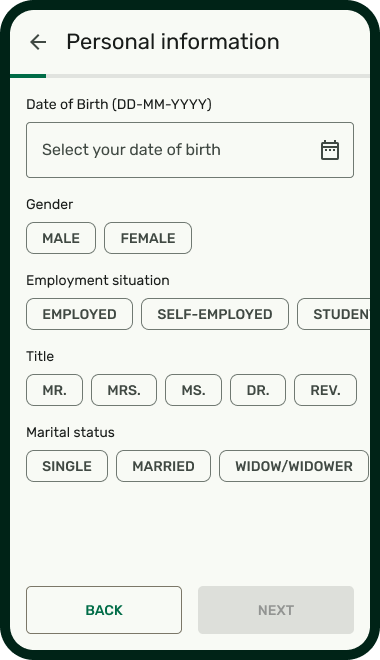 Personal information
Date of Birth (DD-MM-YYYY)
Select your date of birth
Gender
MALE FEMALE
Employment situation
EMPLOYED SELF-EMPLOYED STUDEN
Title
MR. MRS. MS. DR. REV.
Marital status
SINGLE MARRIED WIDOW/WIDOWER
BACK NEXT